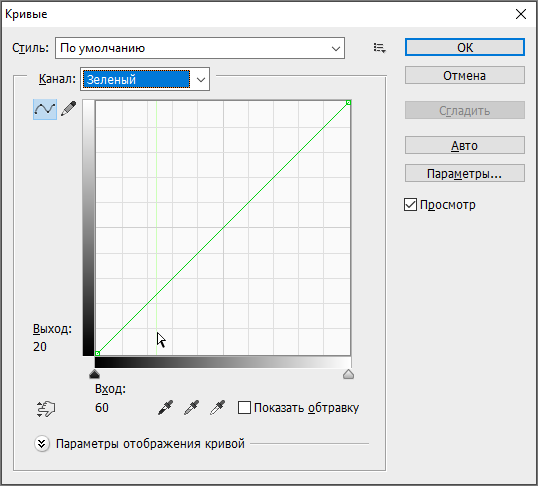 Кривые
Стиль: По умолчанию
ОК
Канал: Зеленый
Отмена
Сгладить
Авто
Параметры...
Просмотр
Выход:
20
Вход:
60
Показать обтравку
Параметры отображения кривой